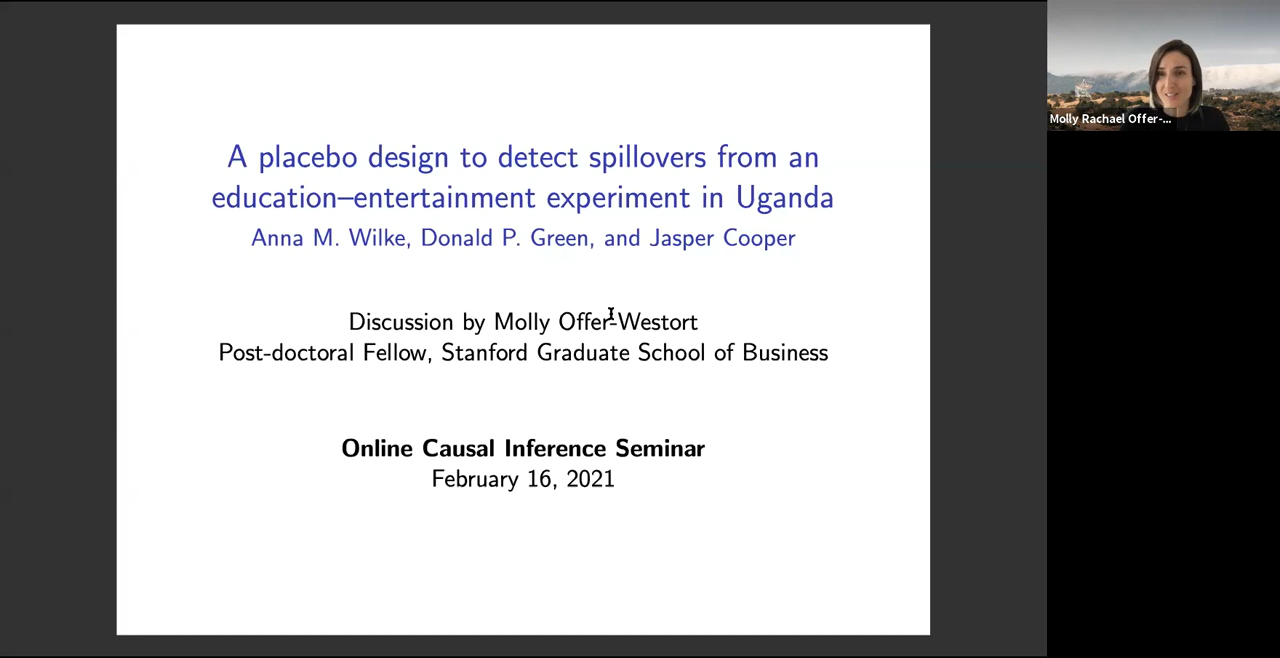 A placebo design to detect spillovers from an
education–entertainment experiment in Uganda
Anna M. Wilke, Donald P. Green, and Jasper Cooper
Discussion by Molly Offer-Westort
Post-doctoral Fellow, Stanford Graduate School of Business
Online Causal Inference Seminar
February 16, 2021
Molly Rachael Offer-...